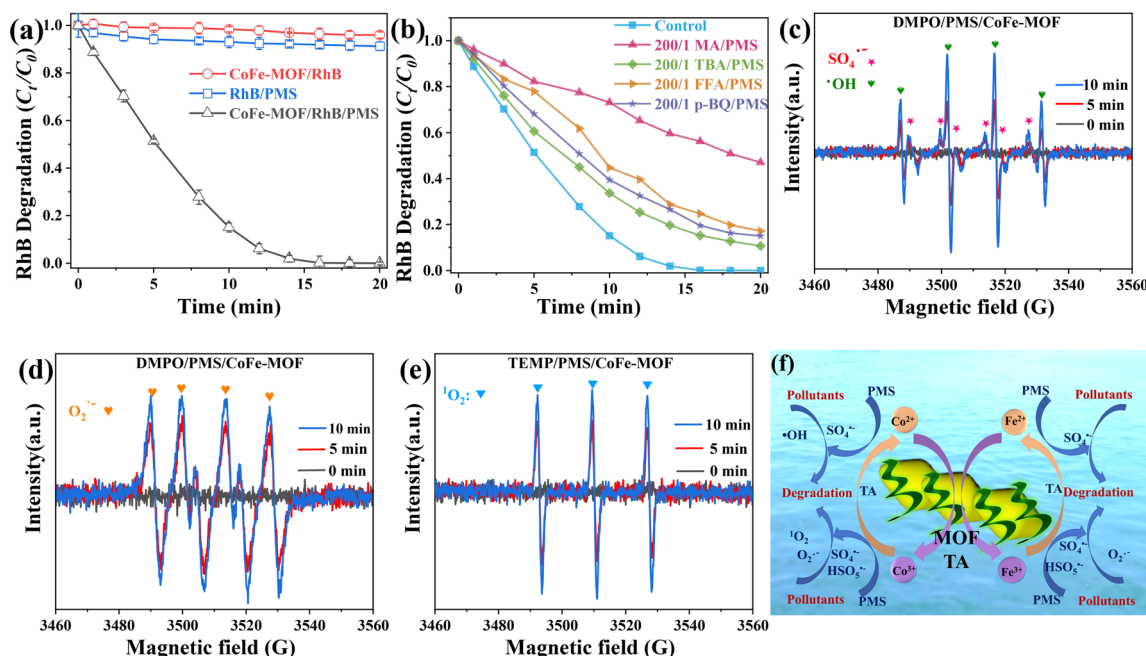 (a)
RhB Degradation (Ct/C0)
1.0
0.8
0.6
0.4
0.2
0.0
CoFe-MOF/RhB
RhB/PMS
CoFe-MOF/RhB/PMS
0 5 10 15 20
Time (min)
(b)
RhB Degradation (Ct/C0)
1.0
0.8
0.6
0.4
0.2
0.0
Control
200/1 MA/PMS
200/1 TBA/PMS
200/1 FFA/PMS
200/1 p-BQ/PMS
0 5 10 15 20
Time (min)
(c)
DMPO/PMS/CoFe-MOF
SO4•−
•OH
10 min
5 min
0 min
Intensity(a.u.)
3460 3480 3500 3520 3540 3560
Magnetic field (G)
(d)
DMPO/PMS/CoFe-MOF
O2•−
10 min
5 min
0 min
Intensity(a.u.)
3460 3480 3500 3520 3540 3560
Magnetic field (G)
(e)
TEMP/PMS/CoFe-MOF
1O2:
10 min
5 min
0 min
Intensity(a.u.)
3460 3480 3500 3520 3540 3560
Magnetic field (G)
(f)
Pollutants PMS PMS Pollutants
Co2+ Fe2+
•OH SO4•− SO4•−
Degradation TA TA Degradation
MOF
TA
1O2
O2•− SO4•− SO4•− O2•−
HSO5•− HSO5•−
Co3+ Fe3+
Pollutants PMS PMS Pollutants